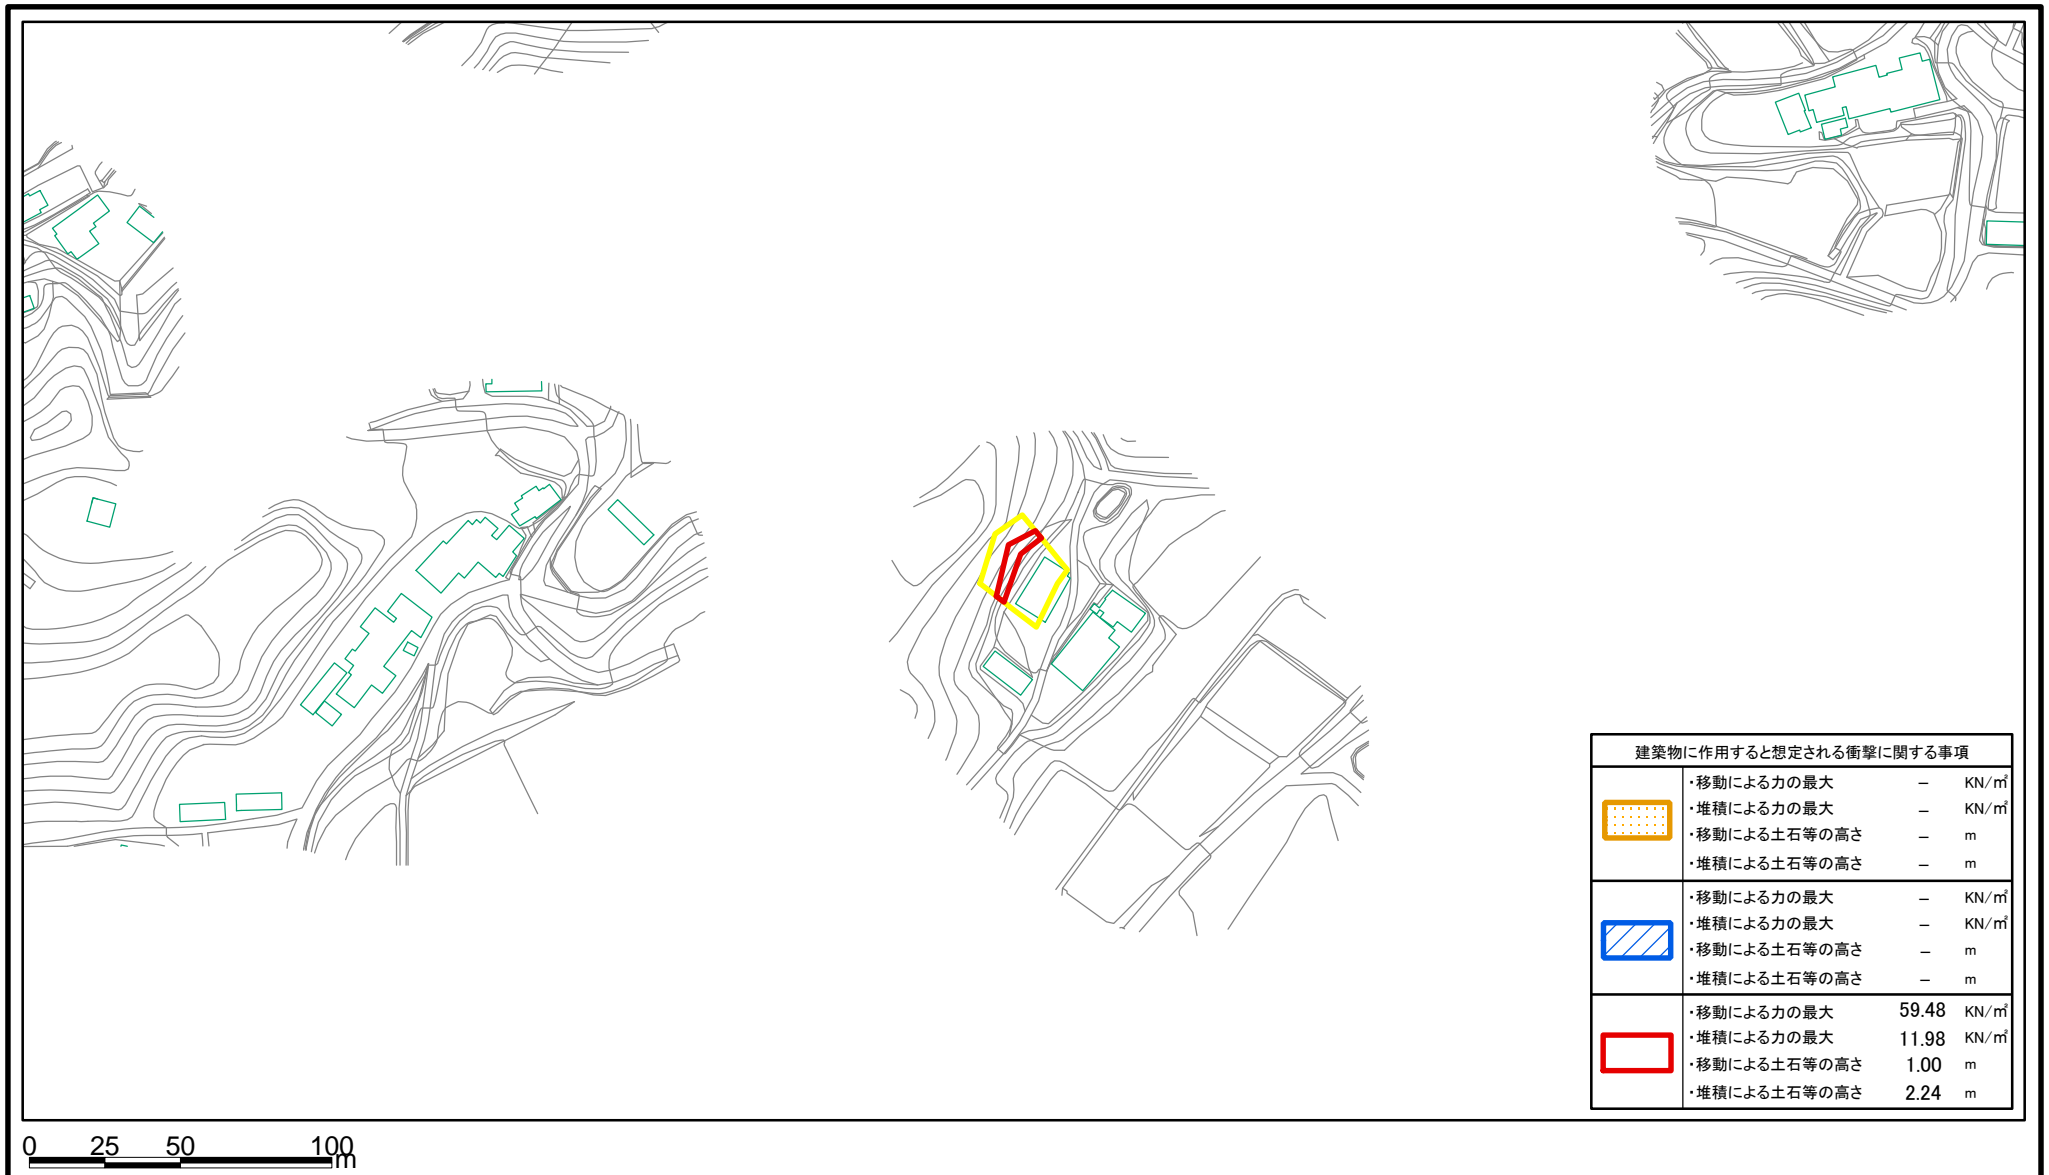 建築物に作用すると想定される衝撃に関する事項
・移動による力の最大 － KN/㎡
・堆積による力の最大 － KN/㎡
・移動による土石等の高さ － m
・堆積による土石等の高さ － m
・移動による力の最大 － KN/㎡
・堆積による力の最大 － KN/㎡
・移動による土石等の高さ － m
・堆積による土石等の高さ － m
・移動による力の最大 59.48 KN/㎡
・堆積による力の最大 11.98 KN/㎡
・移動による土石等の高さ 1.00 m
・堆積による土石等の高さ 2.24 m
0 25 50 100
m